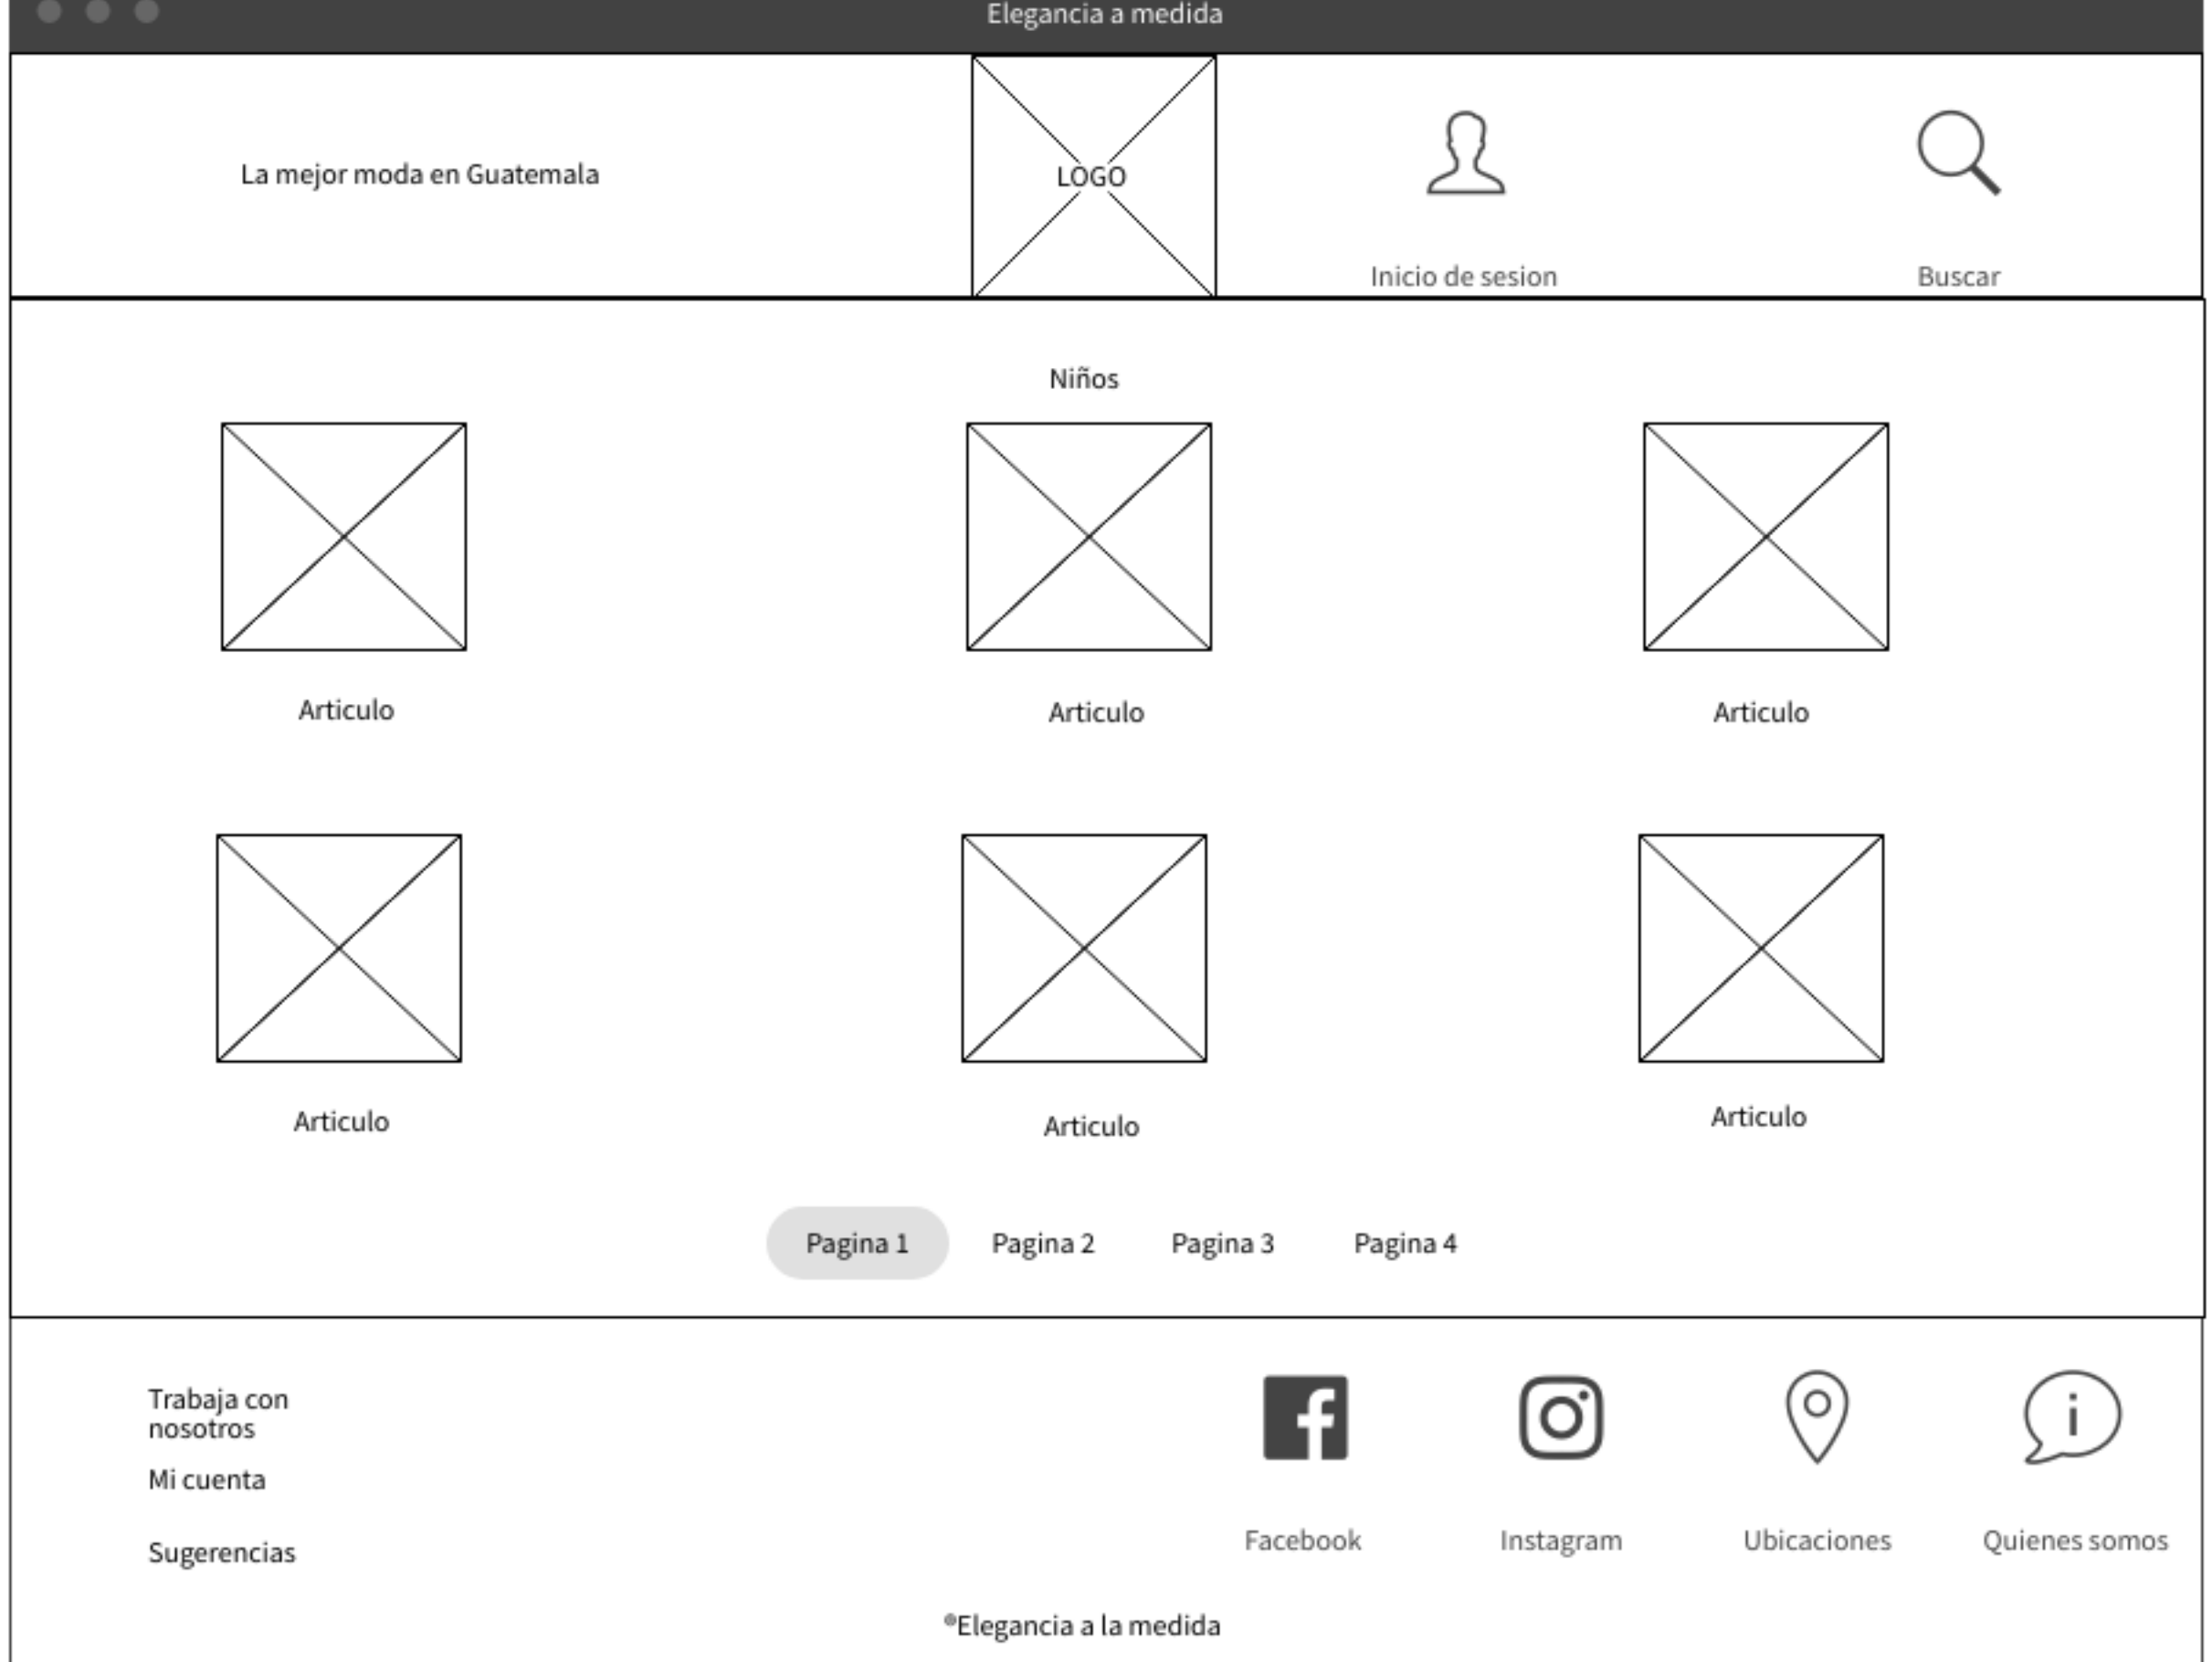 Elegancia a medida
La mejor moda en Guatemala
LOGO
Inicio de sesion
Buscar
Niños
Articulo
Articulo
Articulo
Articulo
Articulo
Articulo
Pagina 1
Pagina 2
Pagina 3
Pagina 4
Trabaja con
nosotros
Mi cuenta
Sugerencias
Facebook
Instagram
Ubicaciones
Quienes somos
®Elegancia a la medida